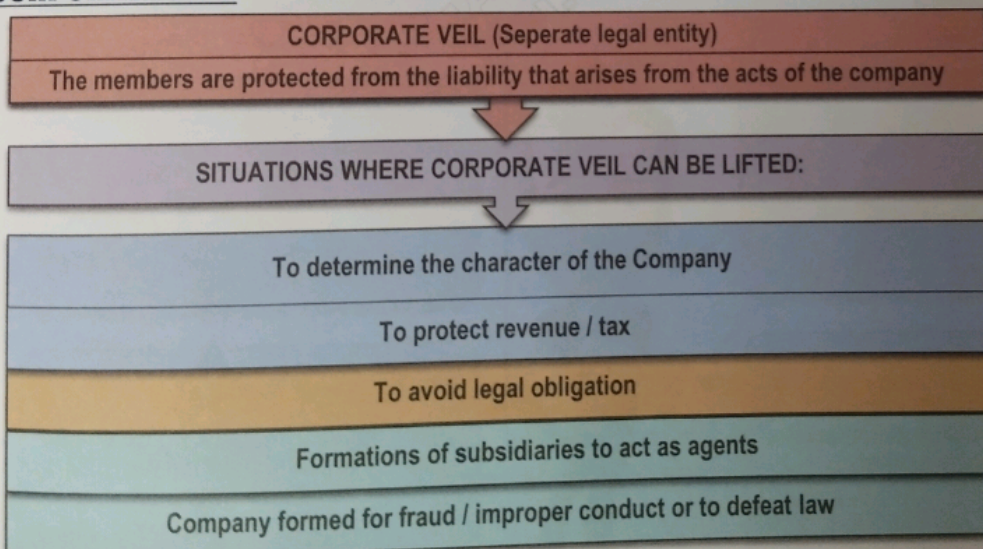 CORPORATE VEIL (Seperate legal entity)
The members are protected from the liability that arises from the acts of the company
SITUATIONS WHERE CORPORATE VEIL CAN BE LIFTED:
To determine the character of the Company
To protect revenue / tax
To avoid legal obligation
Formations of subsidiaries to act as agents
Company formed for fraud / improper conduct or to defeat law